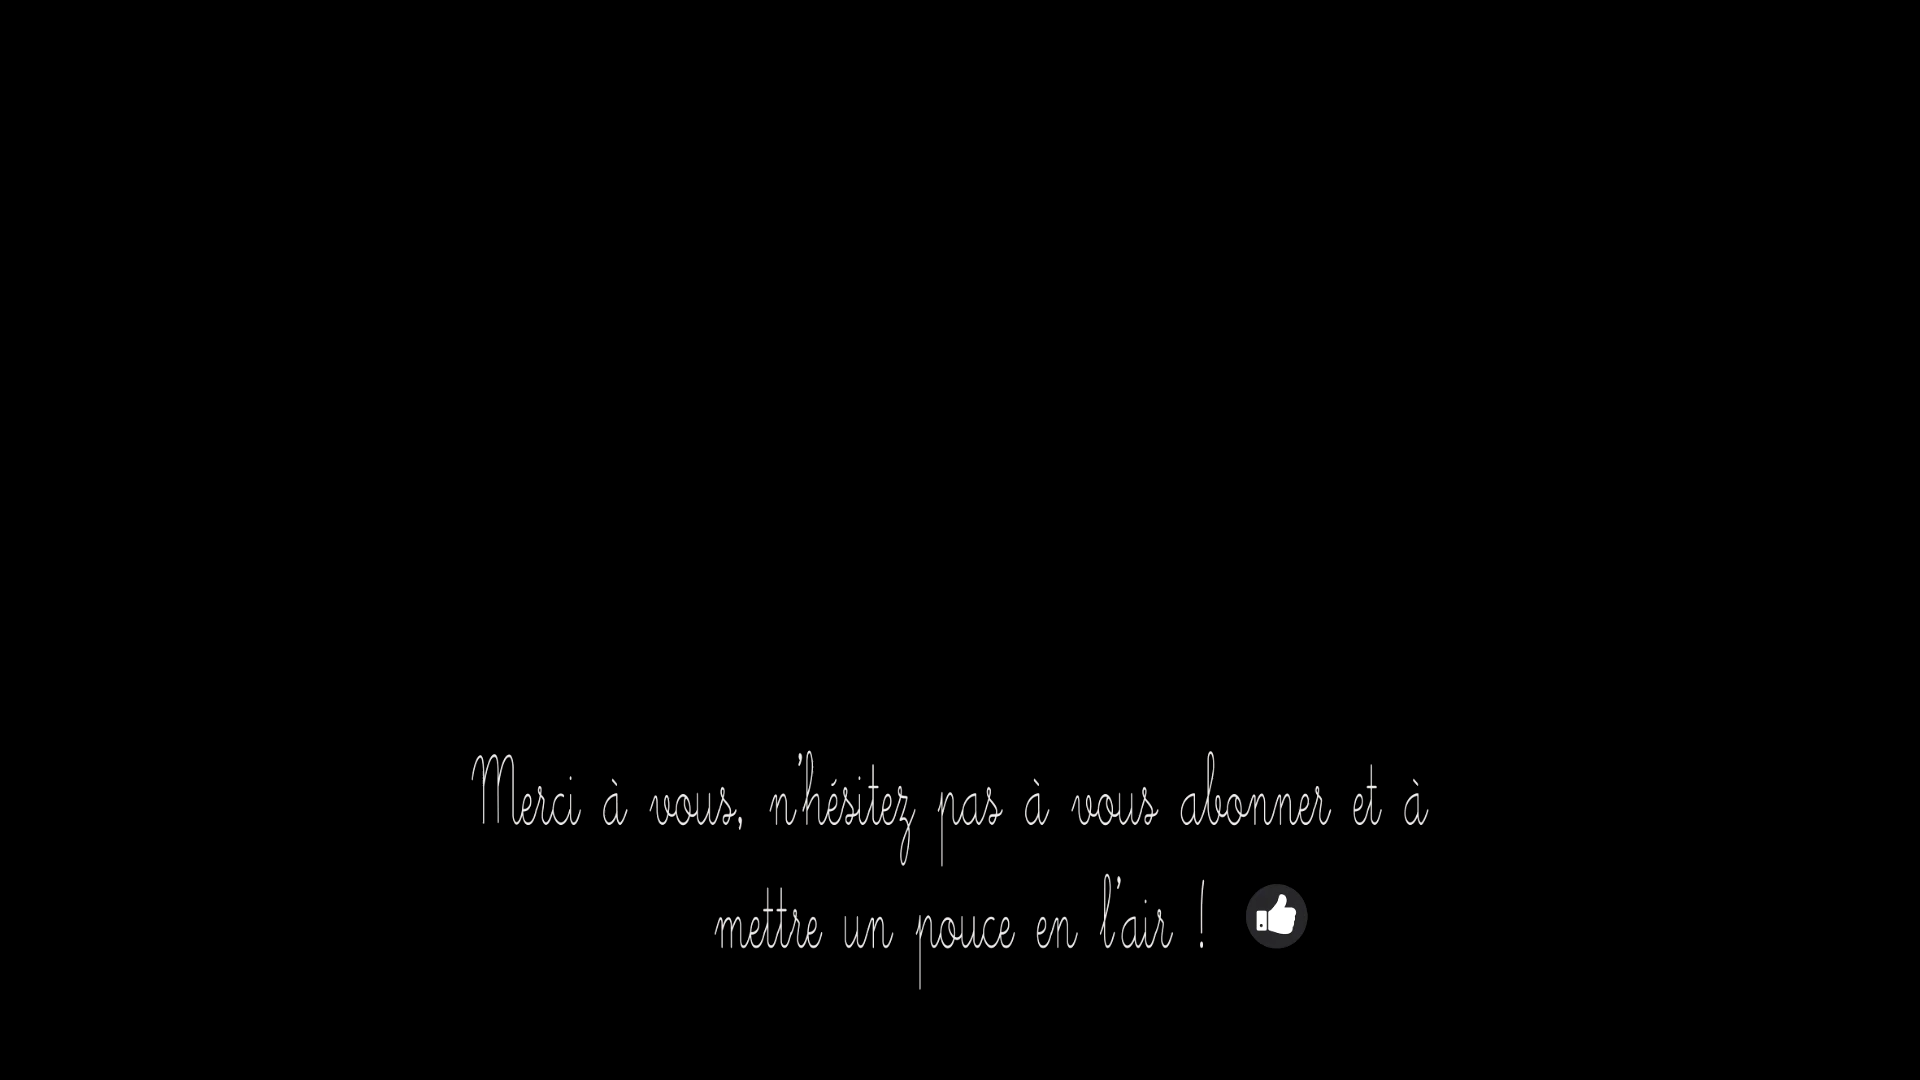 Merci à vous, n'hésitez pas à vous abonner et à
mettre un pouce en l'air !